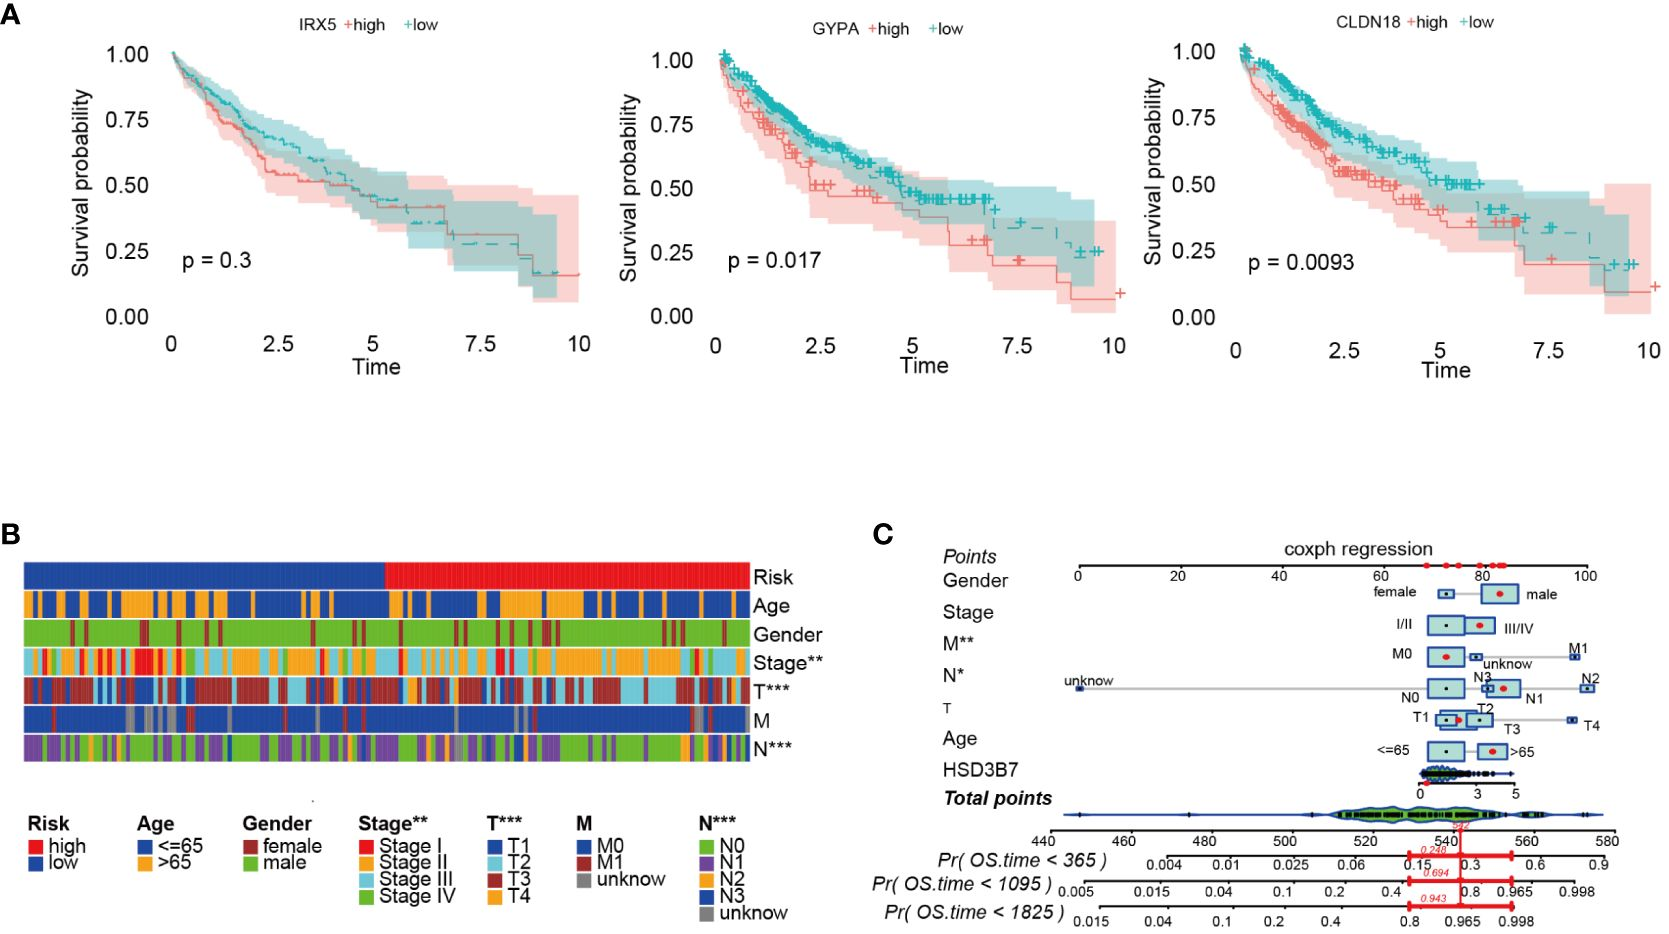 A
IRX5 +high +low
Survival probability
1.00
0.75
0.50
0.25
0.00
p = 0.3
0 2.5 5 7.5 10
Time
GYPA +high +low
Survival probability
1.00
0.75
0.50
0.25
0.00
p = 0.017
0 2.5 5 7.5 10
Time
CLDN18 +high +low
Survival probability
1.00
0.75
0.50
0.25
0.00
p = 0.0093
0 2.5 5 7.5 10
Time
B
Risk
Age
Gender
Stage**
T***
M
N***
Risk
high
low
Age
<=65
>65
Gender
female
male
Stage**
Stage I
Stage II
Stage III
Stage IV
T***
T1
T2
T3
T4
M
M0
M1
unknow
N***
N0
N1
N2
N3
unknow
C
coxph regression
Points
0 20 40 60 80 100
Gender
female male
Stage
I/II III/IV
M**
M0 unknow M1
N*
unknow N0 N3 N1 N2
T
T1 T2 T3 T4
Age
<=65 >65
HSD3B7
0 3 5
Total points
440 460 480 500 520 540 560 580
542
Pr( OS.time < 365 )
0.248
0.004 0.01 0.025 0.06 0.15 0.3 0.6 0.9
Pr( OS.time < 1095 )
0.694
0.005 0.015 0.04 0.1 0.2 0.4 0.8 0.965 0.998
Pr( OS.time < 1825 )
0.943
0.015 0.04 0.1 0.2 0.4 0.8 0.965 0.998